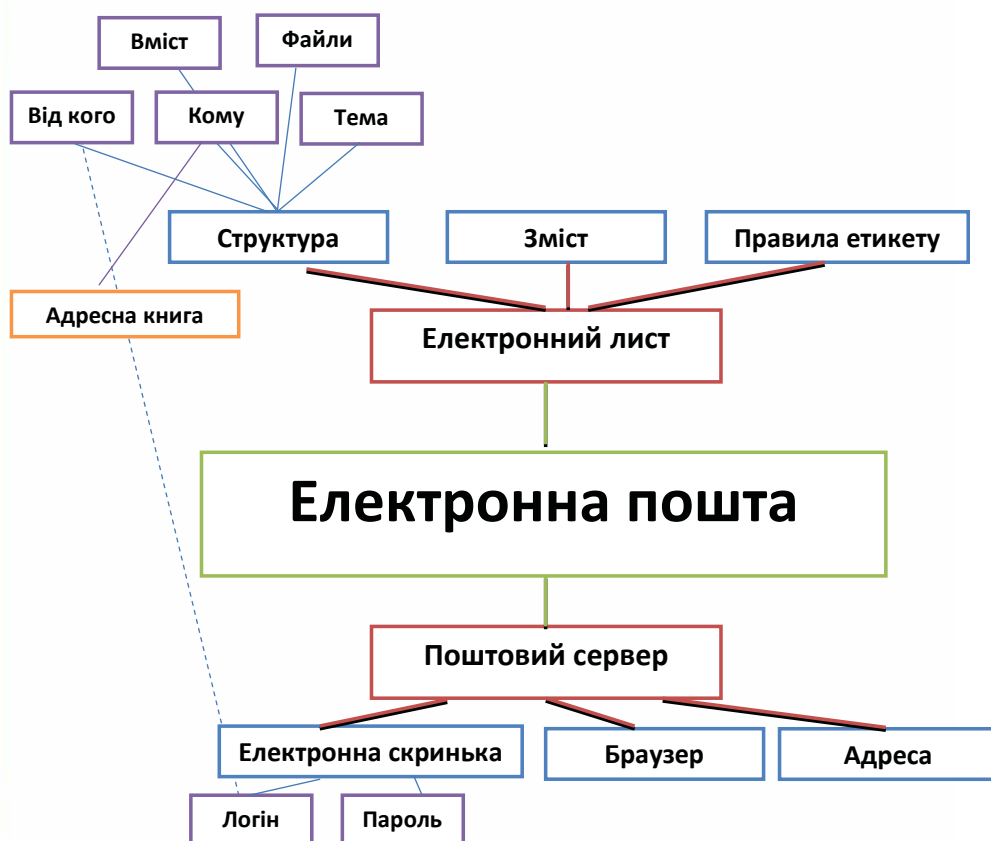 Вміст
Файли
Від кого
Кому
Тема
Структура
Зміст
Правила етикету
Адресна книга
Електронний лист
Електронна пошта
Поштовий сервер
Електронна скринька
Браузер
Адреса
Логін
Пароль